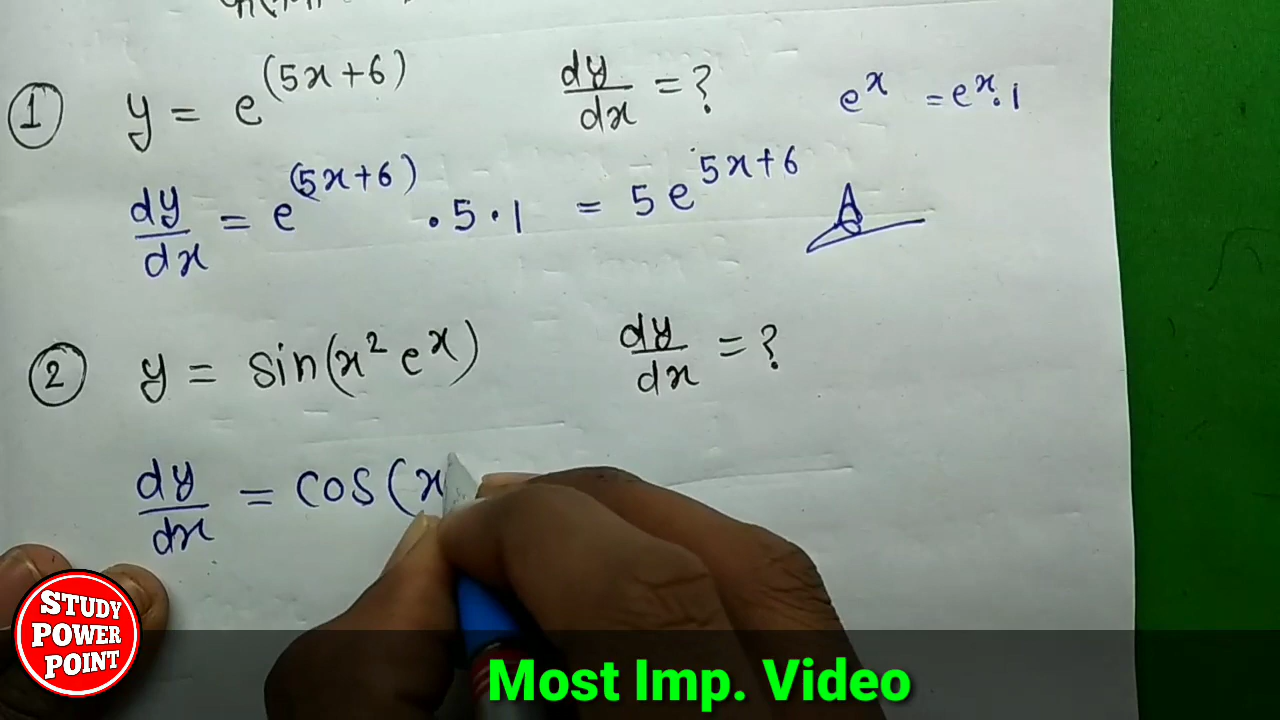 ① y = e^(5x+6) dy/dx = ? e^x = e^x.1
dy/dx = e^(5x+6) .5.1 = 5e^5x+6 A
② y = sin(x² e^x) dy/dx = ?
dy/dx = cos(x
STUDY
POWER
POINT
Most Imp. Video